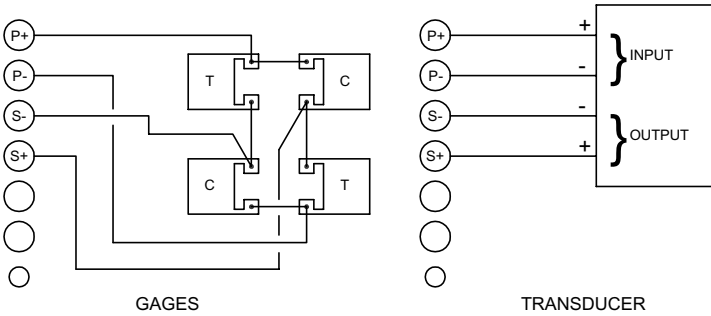 P+
P-
S-
S+
T
C
C
T
GAGES
P+
P-
S-
S+
+
-
-
+
} INPUT
} OUTPUT
TRANSDUCER